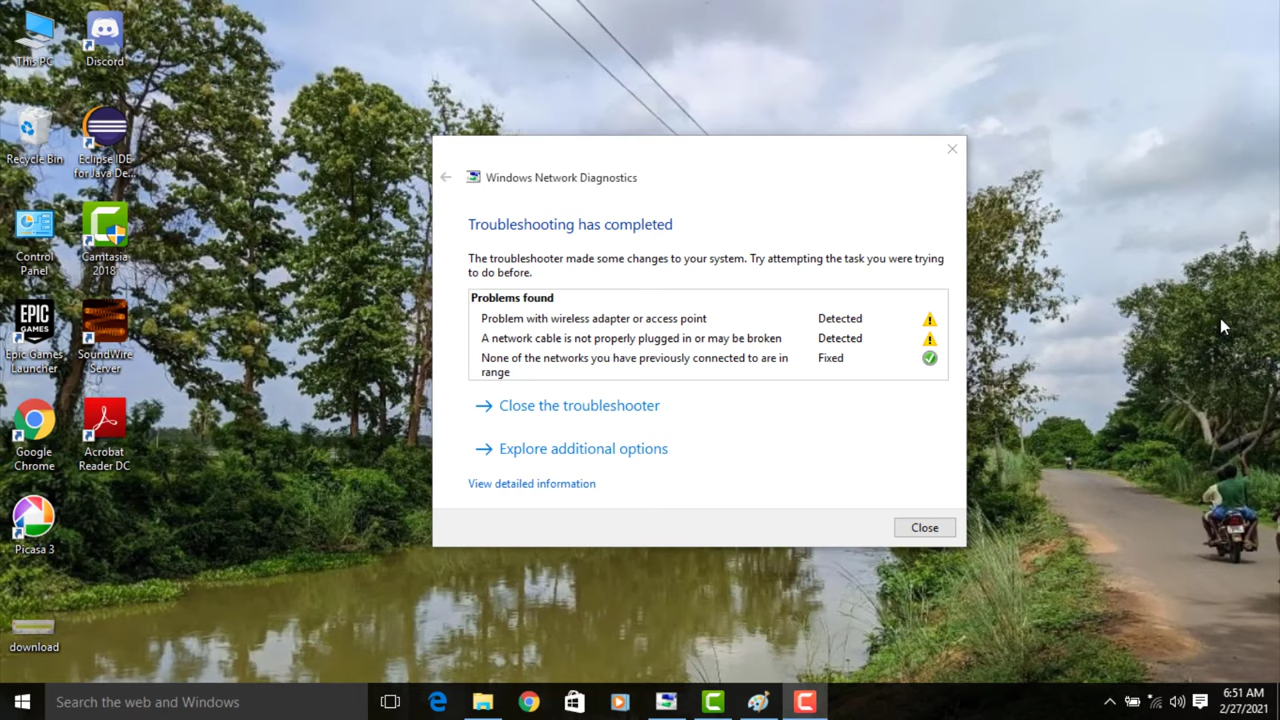 This PC
Discord
Recycle Bin
Eclipse IDE
for Java De...
Control
Panel
Camtasia
2018
EPIC
GAMES
Epic Games
Launcher
SoundWire
Server
Google
Chrome
Acrobat
Reader DC
Picasa 3
download
Windows Network Diagnostics
Troubleshooting has completed
The troubleshooter made some changes to your system. Try attempting the task you were trying
to do before.
Problems found
Problem with wireless adapter or access point Detected
A network cable is not properly plugged in or may be broken Detected
None of the networks you have previously connected to are in Fixed
range
Close the troubleshooter
Explore additional options
View detailed information
Close
Search the web and Windows
6:51 AM
2/27/2021